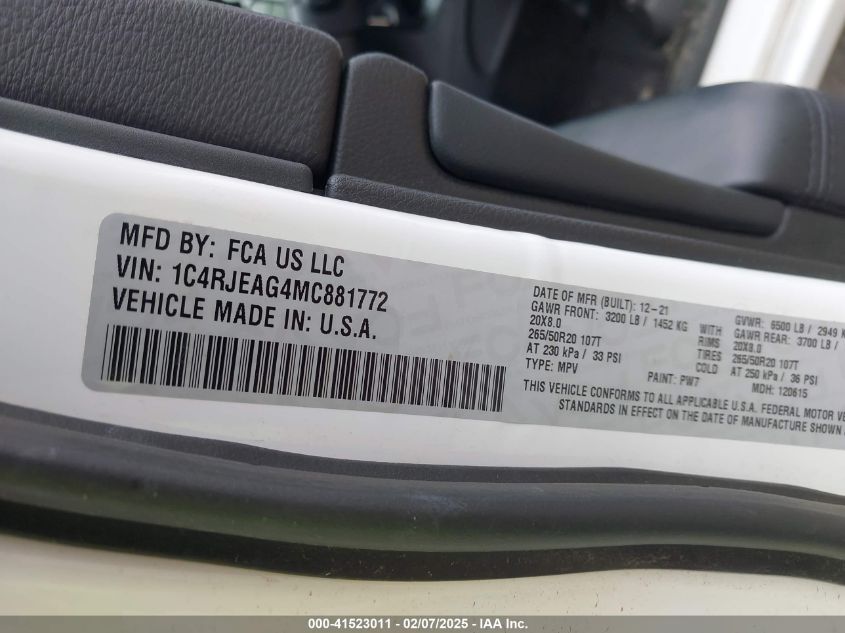 MFD BY: FCA US LLC
VIN: 1C4RJEAG4MC881772
VEHICLE MADE IN: U.S.A.
DATE OF MFR (BUILT): 12-21 GVWR: 6500 LB / 2949 K
GAWR FRONT: 3200 LB / 1452 KG WITH GAWR REAR: 3700 LB /
20X8.0 RIMS 20X8.0
265/50R20 107T TIRES 265/50R20 107T
AT 230 kPa / 33 PSI COLD AT 250 kPa / 36 PSI
TYPE: MPV PAINT: PW7 MDH: 120615
THIS VEHICLE CONFORMS TO ALL APPLICABLE U.S.A. FEDERAL MOTOR VE
STANDARDS IN EFFECT ON THE DATE OF MANUFACTURE SHOWN
000-41523011 - 02/07/2025 - IAA Inc.